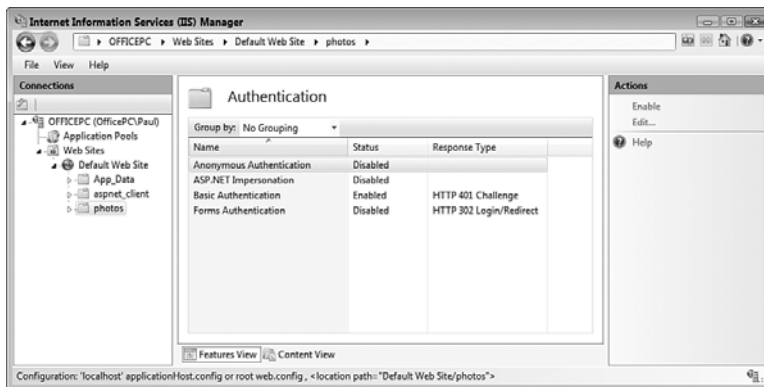 Internet Information Services (IIS) Manager
OFFICEPC Web Sites Default Web Site photos
File View Help
Connections
OFFICEPC (OfficePC\Paul)
Application Pools
Web Sites
Default Web Site
App_Data
aspnet_client
photos
Authentication
Group by: No Grouping
Name Status Response Type
Anonymous Authentication Disabled
ASP.NET Impersonation Disabled
Basic Authentication Enabled HTTP 401 Challenge
Forms Authentication Disabled HTTP 302 Login/Redirect
Features View Content View
Actions
Enable
Edit...
Help
Configuration: 'localhost' applicationHost.config or root web.config, <location path="Default Web Site/photos">